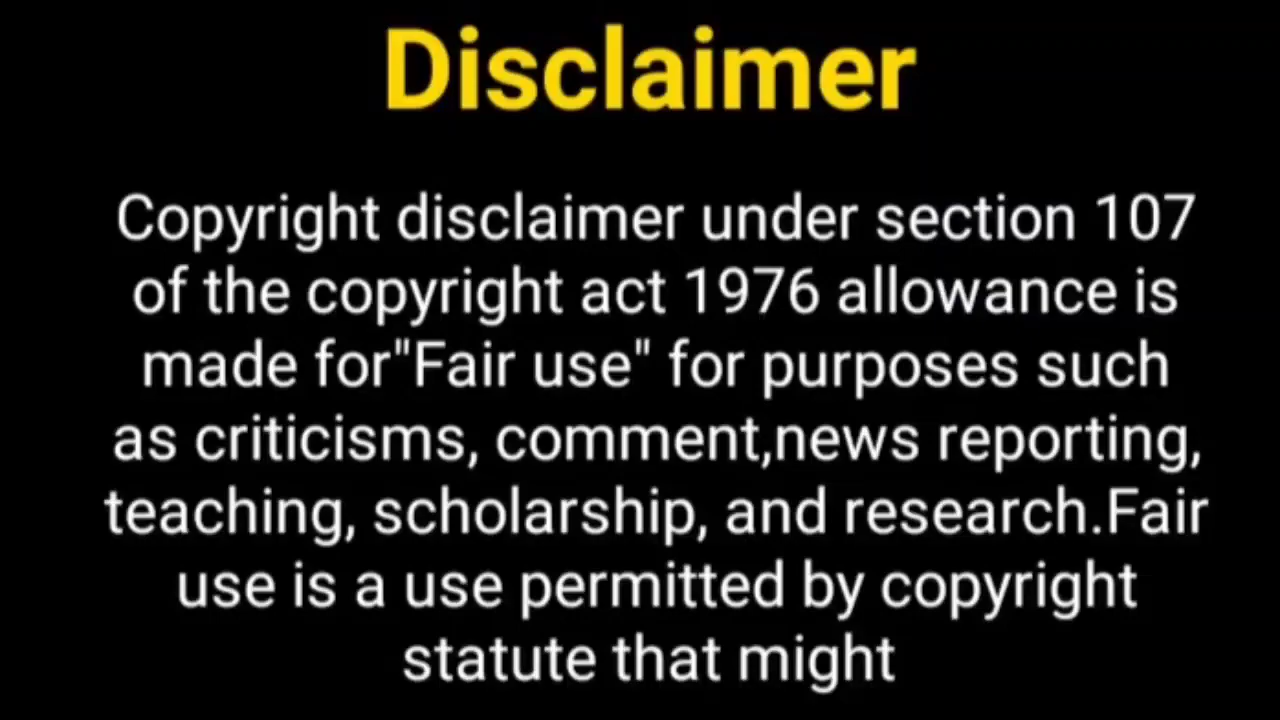 Disclaimer
Copyright disclaimer under section 107
of the copyright act 1976 allowance is
made for"Fair use" for purposes such
as criticisms, comment,news reporting,
teaching, scholarship, and research.Fair
use is a use permitted by copyright
statute that might